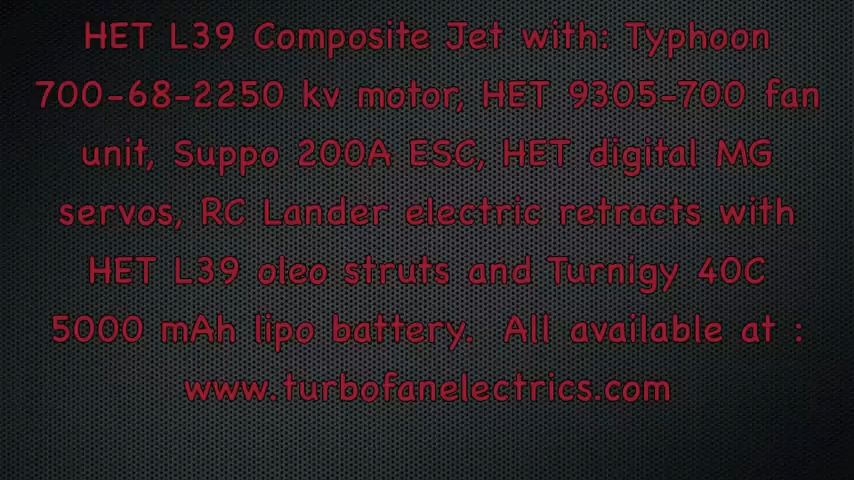 HET L39 Composite Jet with: Typhoon
700-68-2250 kv motor, HET 9305-700 fan
unit, Suppo 200A ESC, HET digital MG
servos, RC Lander electric retracts with
HET L39 oleo struts and Turnigy 40C
5000 mAh lipo battery.  All available at :
www.turbofanelectrics.com